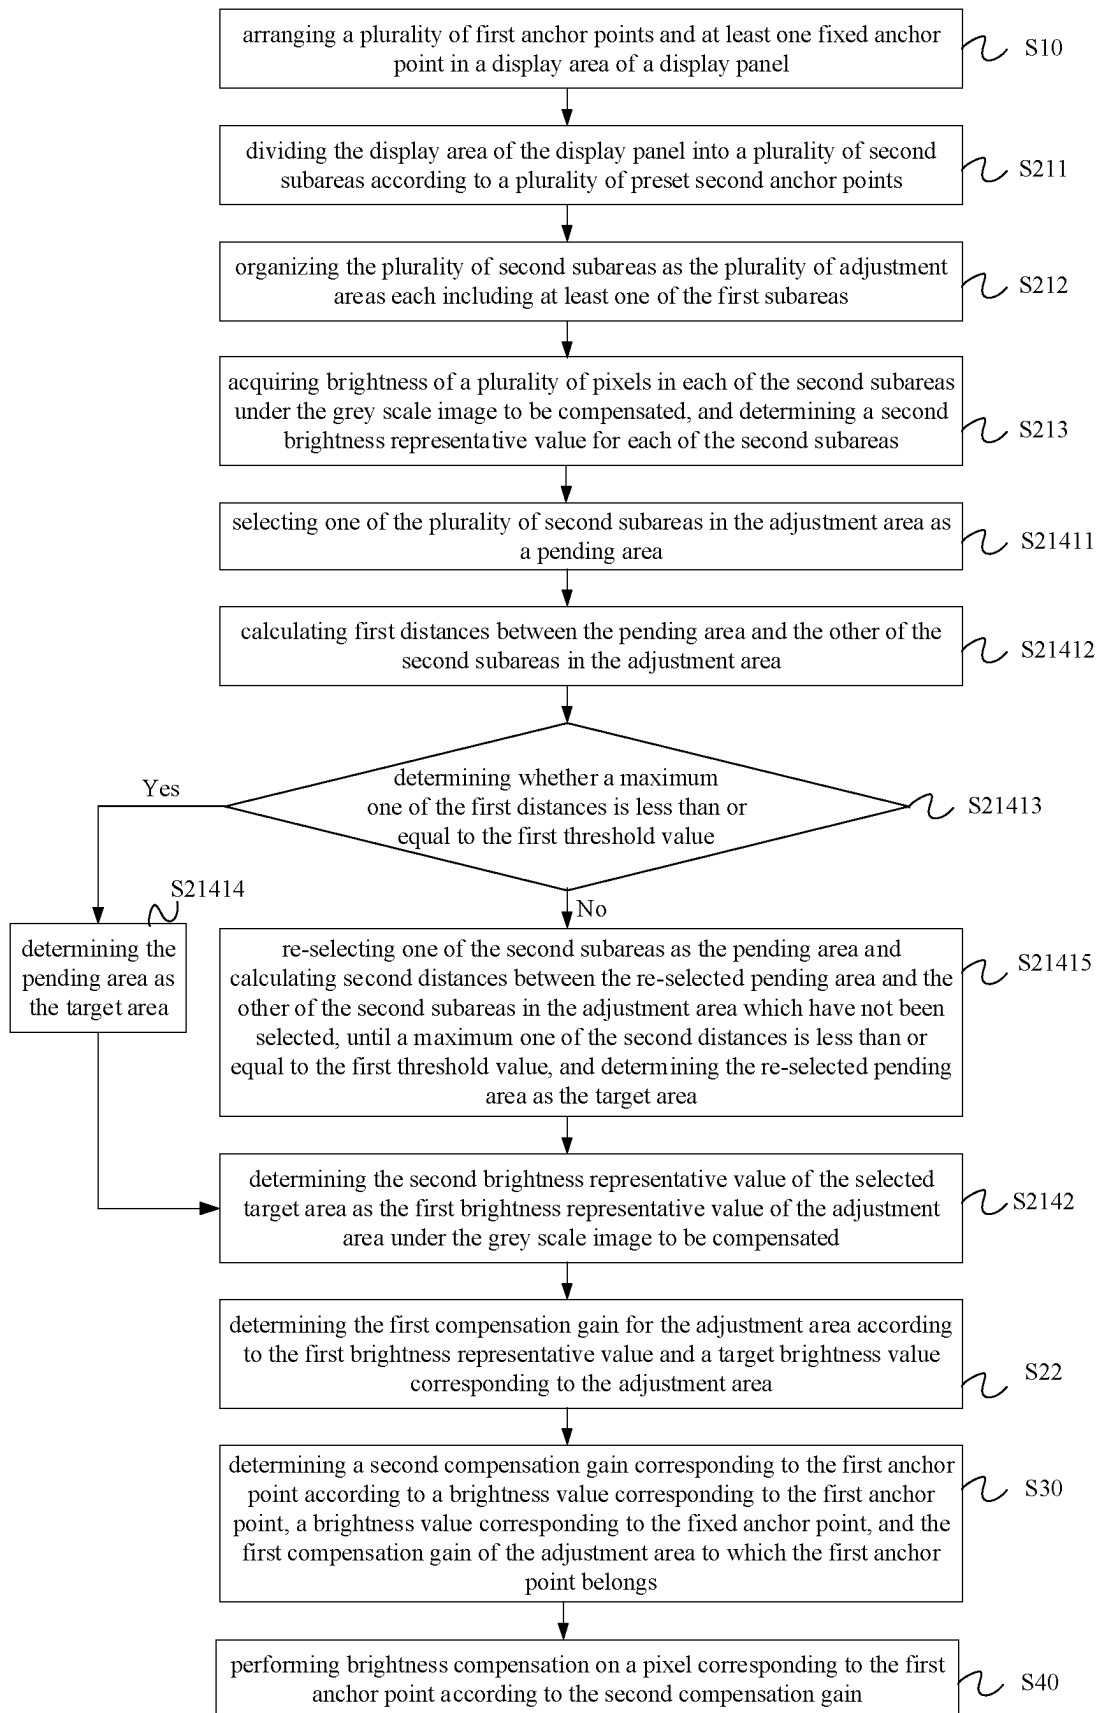 arranging a plurality of first anchor points and at least one fixed anchor
point in a display area of a display panel
S10
dividing the display area of the display panel into a plurality of second
subareas according to a plurality of preset second anchor points
S211
organizing the plurality of second subareas as the plurality of adjustment
areas each including at least one of the first subareas
S212
acquiring brightness of a plurality of pixels in each of the second subareas
under the grey scale image to be compensated, and determining a second
brightness representative value for each of the second subareas
S213
selecting one of the plurality of second subareas in the adjustment area as
a pending area
S21411
calculating first distances between the pending area and the other of the
second subareas in the adjustment area
S21412
determining whether a maximum
one of the first distances is less than or
equal to the first threshold value
S21413
Yes
S21414
determining the
pending area as
the target area
No
re-selecting one of the second subareas as the pending area and
calculating second distances between the re-selected pending area and the
other of the second subareas in the adjustment area which have not been
selected, until a maximum one of the second distances is less than or
equal to the first threshold value, and determining the re-selected pending
area as the target area
S21415
determining the second brightness representative value of the selected
target area as the first brightness representative value of the adjustment
area under the grey scale image to be compensated
S2142
determining the first compensation gain for the adjustment area according
to the first brightness representative value and a target brightness value
corresponding to the adjustment area
S22
determining a second compensation gain corresponding to the first anchor
point according to a brightness value corresponding to the first anchor
point, a brightness value corresponding to the fixed anchor point, and the
first compensation gain of the adjustment area to which the first anchor
point belongs
S30
performing brightness compensation on a pixel corresponding to the first
anchor point according to the second compensation gain
S40